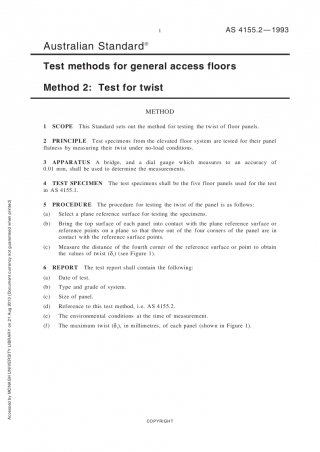 1
AS 4155.2—1993
Australian Standard®
Test methods for general access floors
Method 2: Test for twist
METHOD
1 SCOPE This Standard sets out the method for testing the twist of floor panels.
2 PRINCIPLE Test specimens from the elevated floor system are tested for their panel
flatness by measuring their twist under no-load conditions.
3 APPARATUS A bridge, and a dial gauge which measures to an accuracy of
0.01 mm, shall be used to determine the measurements.
4 TEST SPECIMEN The test specimens shall be the five floor panels used for the test
in AS 4155.1.
5 PROCEDURE The procedure for testing the twist of the panel is as follows:
(a) Select a plane reference surface for testing the specimens.
(b) Bring the top surface of each panel into contact with the plane reference surface or
reference points on a plane so that three out of the four corners of the panel are in
contact with the reference surface points.
(c) Measure the distance of the fourth corner of the reference surface or point to obtain
the values of twist (δt) (see Figure 1).
6 REPORT The test report shall contain the following:
(a) Date of test.
(b) Type and grade of system.
(c) Size of panel.
(d) Reference to this test method, i.e. AS 4155.2.
(e) The environmental conditions at the time of measurement.
(f) The maximum twist (δt), in millimetres, of each panel (shown in Figure 1).
Accessed by MONASH UNIVERSITY LIBRARY on 21 Aug 2013 (Document currency not guaranteed when printed)
COPYRIGHT